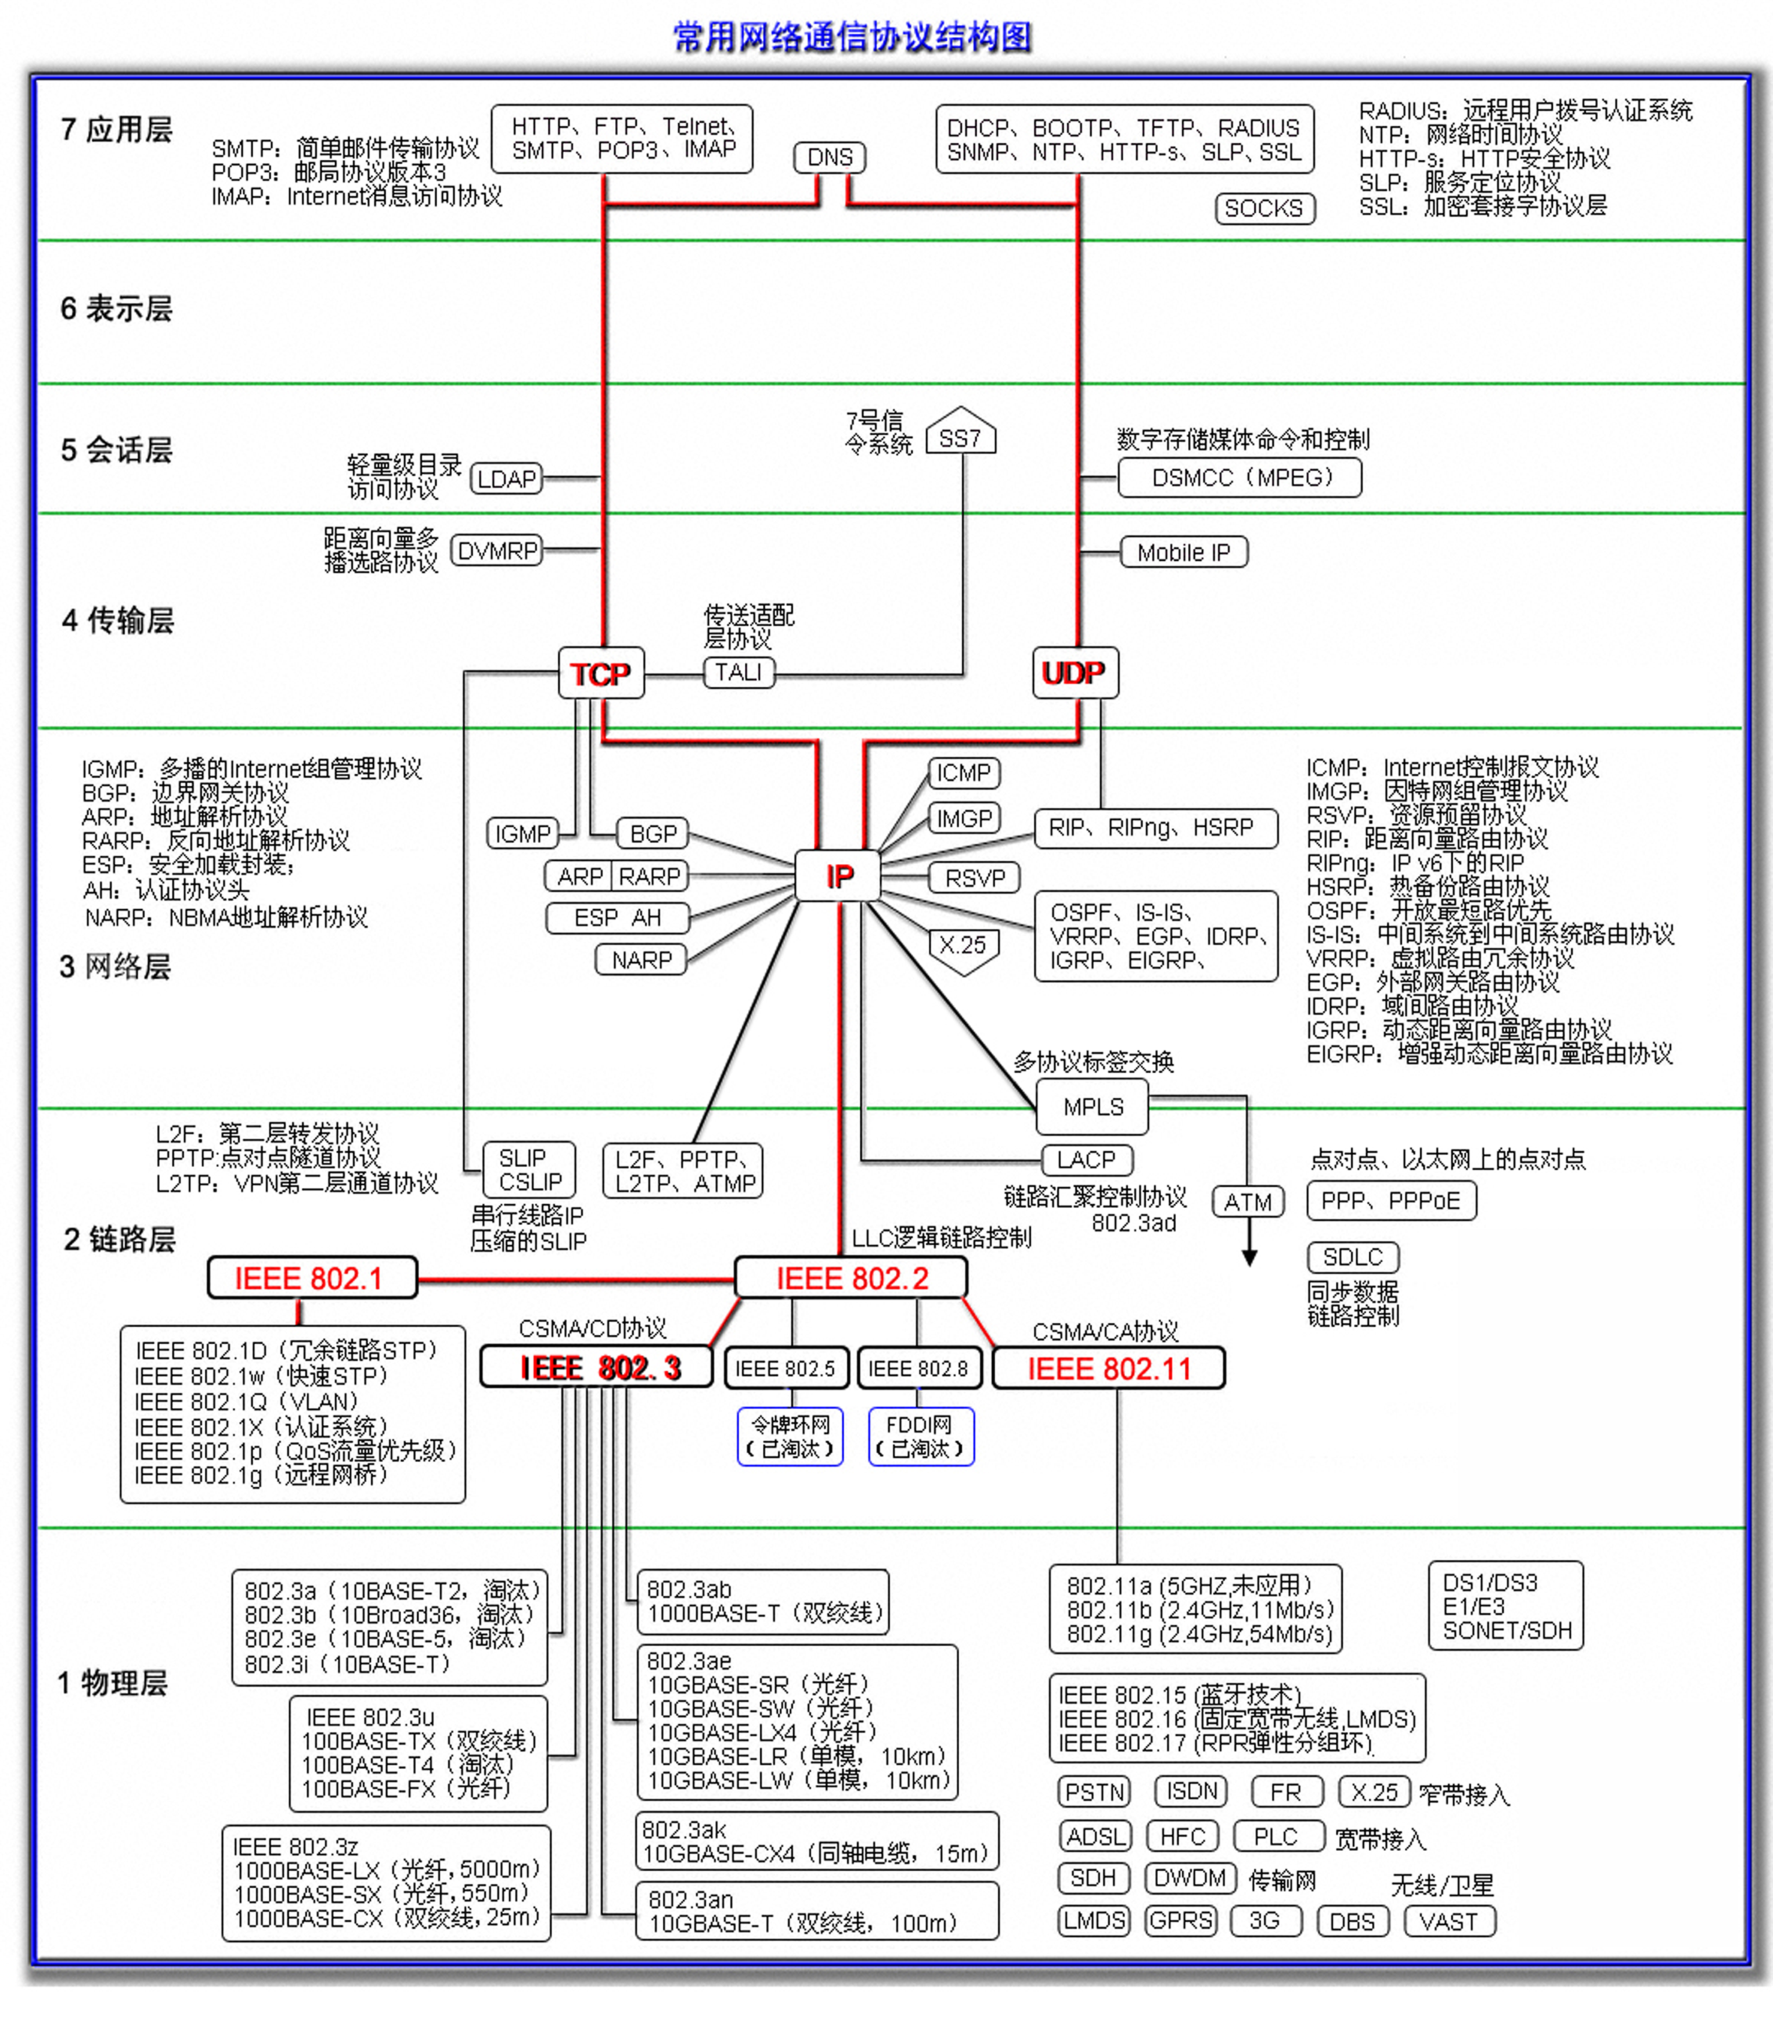 常用网络通信协议结构图
7 应用层
SMTP：简单邮件传输协议
POP3：邮局协议版本3
IMAP：Internet消息访问协议
HTTP、FTP、Telnet、
SMTP、POP3、IMAP
DNS
DHCP、BOOTP、TFTP、RADIUS
SNMP、NTP、HTTP-s、SLP、SSL
SOCKS
RADIUS：远程用户拨号认证系统
NTP：网络时间协议
HTTP-s：HTTP安全协议
SLP：服务定位协议
SSL：加密套接字协议层
6 表示层
5 会话层
轻量级目录
访问协议
LDAP
7号信
令系统
SS7
数字存储媒体命令和控制
DSMCC（MPEG）
4 传输层
距离向量多
播选路协议
DVMRP
Mobile IP
传送适配
层协议
TCP
TALI
UDP
3 网络层
IGMP：多播的Internet组管理协议
BGP：边界网关协议
ARP：地址解析协议
RARP：反向地址解析协议
ESP：安全加载封装；
AH：认证协议头
NARP：NBMA地址解析协议
IGMP
BGP
ARP
RARP
ESP AH
NARP
IP
ICMP
IMGP
RIP、RIPng、HSRP
RSVP
X.25
OSPF、IS-IS、
VRRP、EGP、IDRP、
IGRP、EIGRP、
ICMP：Internet控制报文协议
IMGP：因特网组管理协议
RSVP：资源预留协议
RIP：距离向量路由协议
RIPng：IP v6下的RIP
HSRP：热备份路由协议
OSPF：开放最短路优先
IS-IS：中间系统到中间系统路由协议
VRRP：虚拟路由冗余协议
EGP：外部网关路由协议
IDRP：域间路由协议
IGRP：动态距离向量路由协议
EIGRP：增强动态距离向量路由协议
多协议标签交换
MPLS
2 链路层
L2F：第二层转发协议
PPTP:点对点隧道协议
L2TP：VPN第二层通道协议
SLIP
CSLIP
串行线路IP
压缩的SLIP
L2F、PPTP、
L2TP、ATMP
LACP
链路汇聚控制协议
802.3ad
ATM
点对点、以太网上的点对点
PPP、PPPoE
SDLC
同步数据
链路控制
LLC逻辑链路控制
IEEE 802.1
IEEE 802.2
IEEE 802.1D（冗余链路STP）
IEEE 802.1w（快速STP）
IEEE 802.1Q（VLAN）
IEEE 802.1X（认证系统）
IEEE 802.1p（QoS流量优先级）
IEEE 802.1g（远程网桥）
CSMA/CD协议
IEEE 802.3
IEEE 802.5
IEEE 802.8
CSMA/CA协议
IEEE 802.11
令牌环网
（已淘汰）
FDDI网
（已淘汰）
1 物理层
802.3a（10BASE-T2，淘汰）
802.3b（10Broad36，淘汰）
802.3e（10BASE-5，淘汰）
802.3i（10BASE-T）
IEEE 802.3u
100BASE-TX（双绞线）
100BASE-T4（淘汰）
100BASE-FX（光纤）
IEEE 802.3z
1000BASE-LX（光纤,5000m）
1000BASE-SX（光纤,550m）
1000BASE-CX（双绞线,25m）
802.3ab
1000BASE-T（双绞线）
802.3ae
10GBASE-SR（光纤）
10GBASE-SW（光纤）
10GBASE-LX4（光纤）
10GBASE-LR（单模，10km）
10GBASE-LW（单模，10km）
802.3ak
10GBASE-CX4（同轴电缆，15m）
802.3an
10GBASE-T（双绞线，100m）
802.11a (5GHZ,未应用）
802.11b (2.4GHz,11Mb/s)
802.11g (2.4GHz,54Mb/s)
DS1/DS3
E1/E3
SONET/SDH
IEEE 802.15 (蓝牙技术)
IEEE 802.16 (固定宽带无线,LMDS)
IEEE 802.17 (RPR弹性分组环)
PSTN ISDN FR X.25 窄带接入
ADSL HFC PLC 宽带接入
SDH DWDM 传输网 无线/卫星
LMDS GPRS 3G DBS VAST